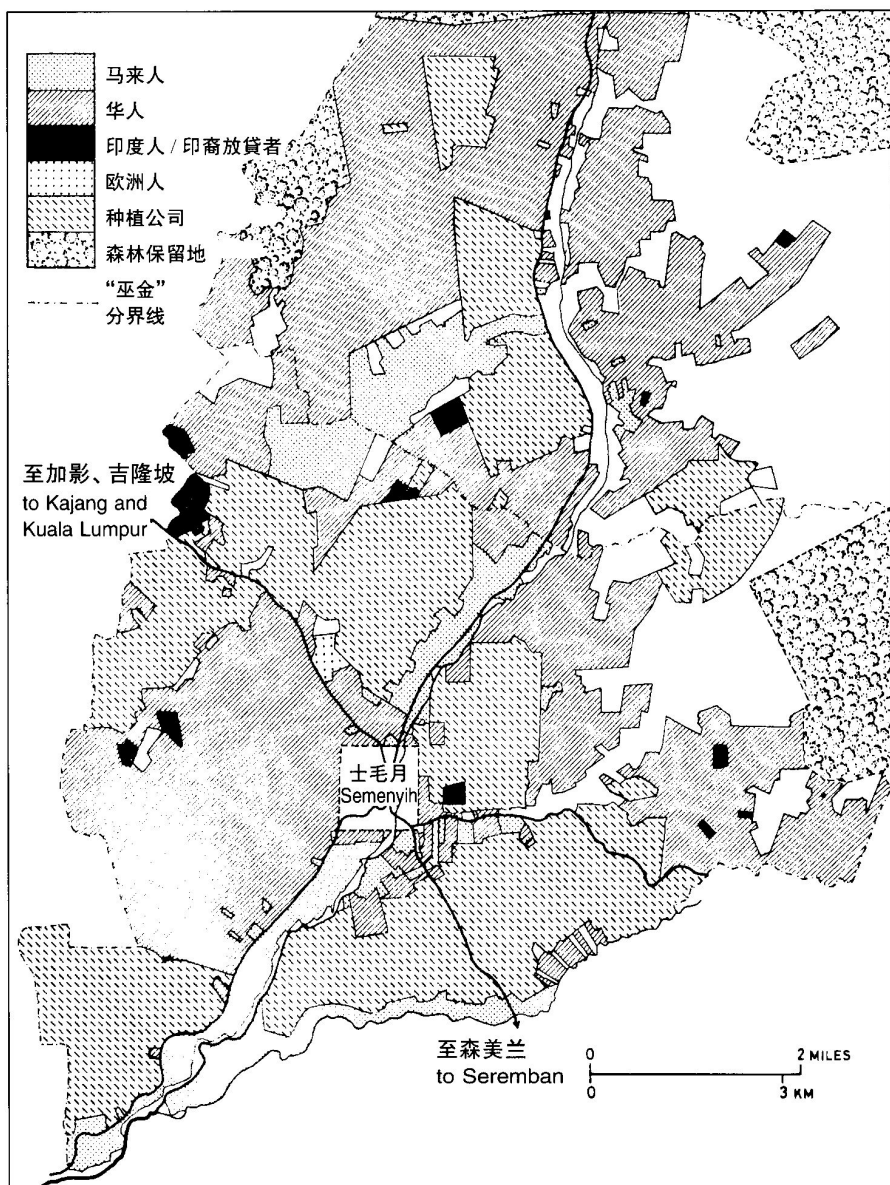 马来人
华人
印度人 / 印裔放貸者
欧洲人
种植公司
森林保留地
“巫金”
分界线
至加影、吉隆坡
to Kajang and
Kuala Lumpur
士毛月
Semenyih
至森美兰
to Seremban
0 2 MILES
0 3 KM